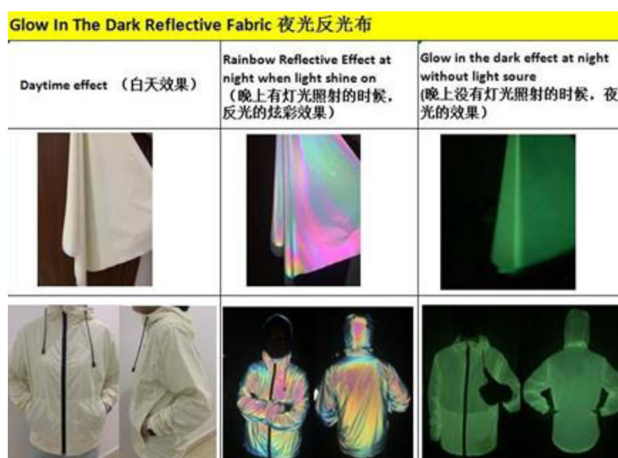 Glow In The Dark Reflective Fabric 夜光反光布
Daytime effect （白天效果）
Rainbow Reflective Effect at
night when light shine on
（晚上有灯光照射的时候，
反光的炫彩效果）
Glow in the dark effect at night
without light soure
(晚上没有灯光照射的时候，夜
光的效果）